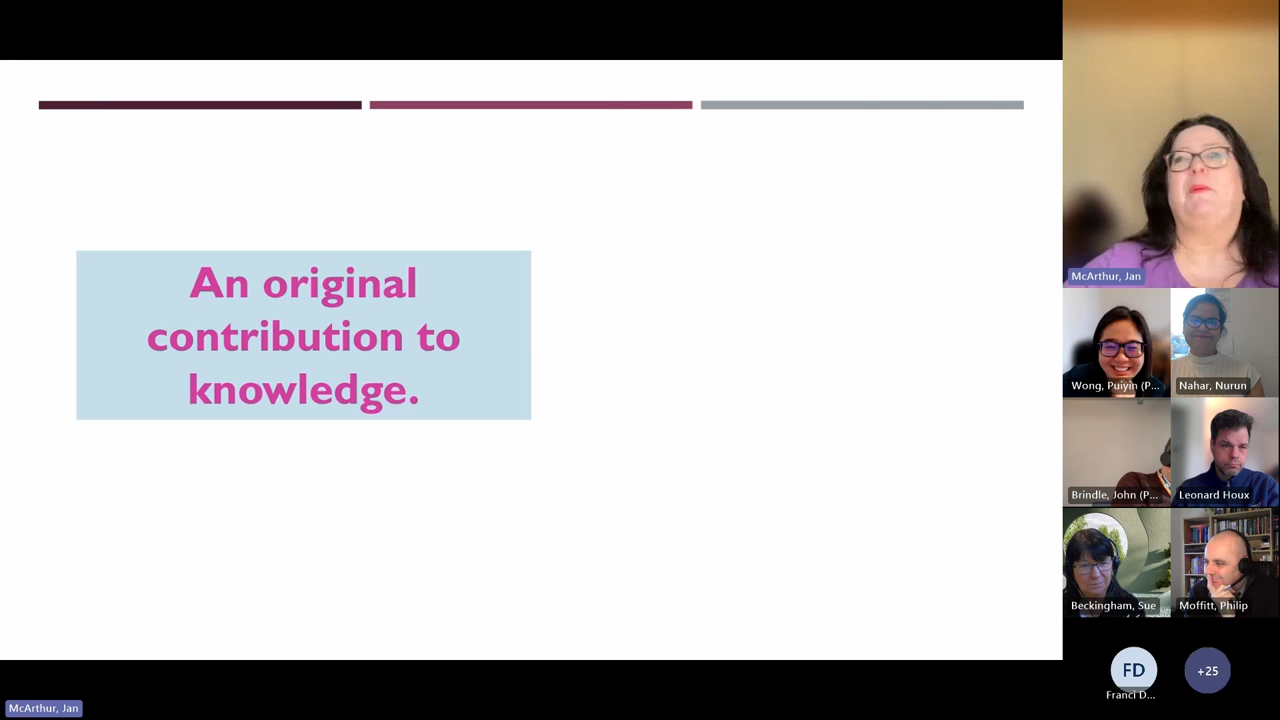 An original
contribution to
knowledge.
McArthur, Jan
Wong, Puiyin (P...
Nahar, Nurun
Brindle, John (P...
Leonard Houx
Beckingham, Sue
Moffitt, Philip
FD
+25
Franci D...
McArthur, Jan